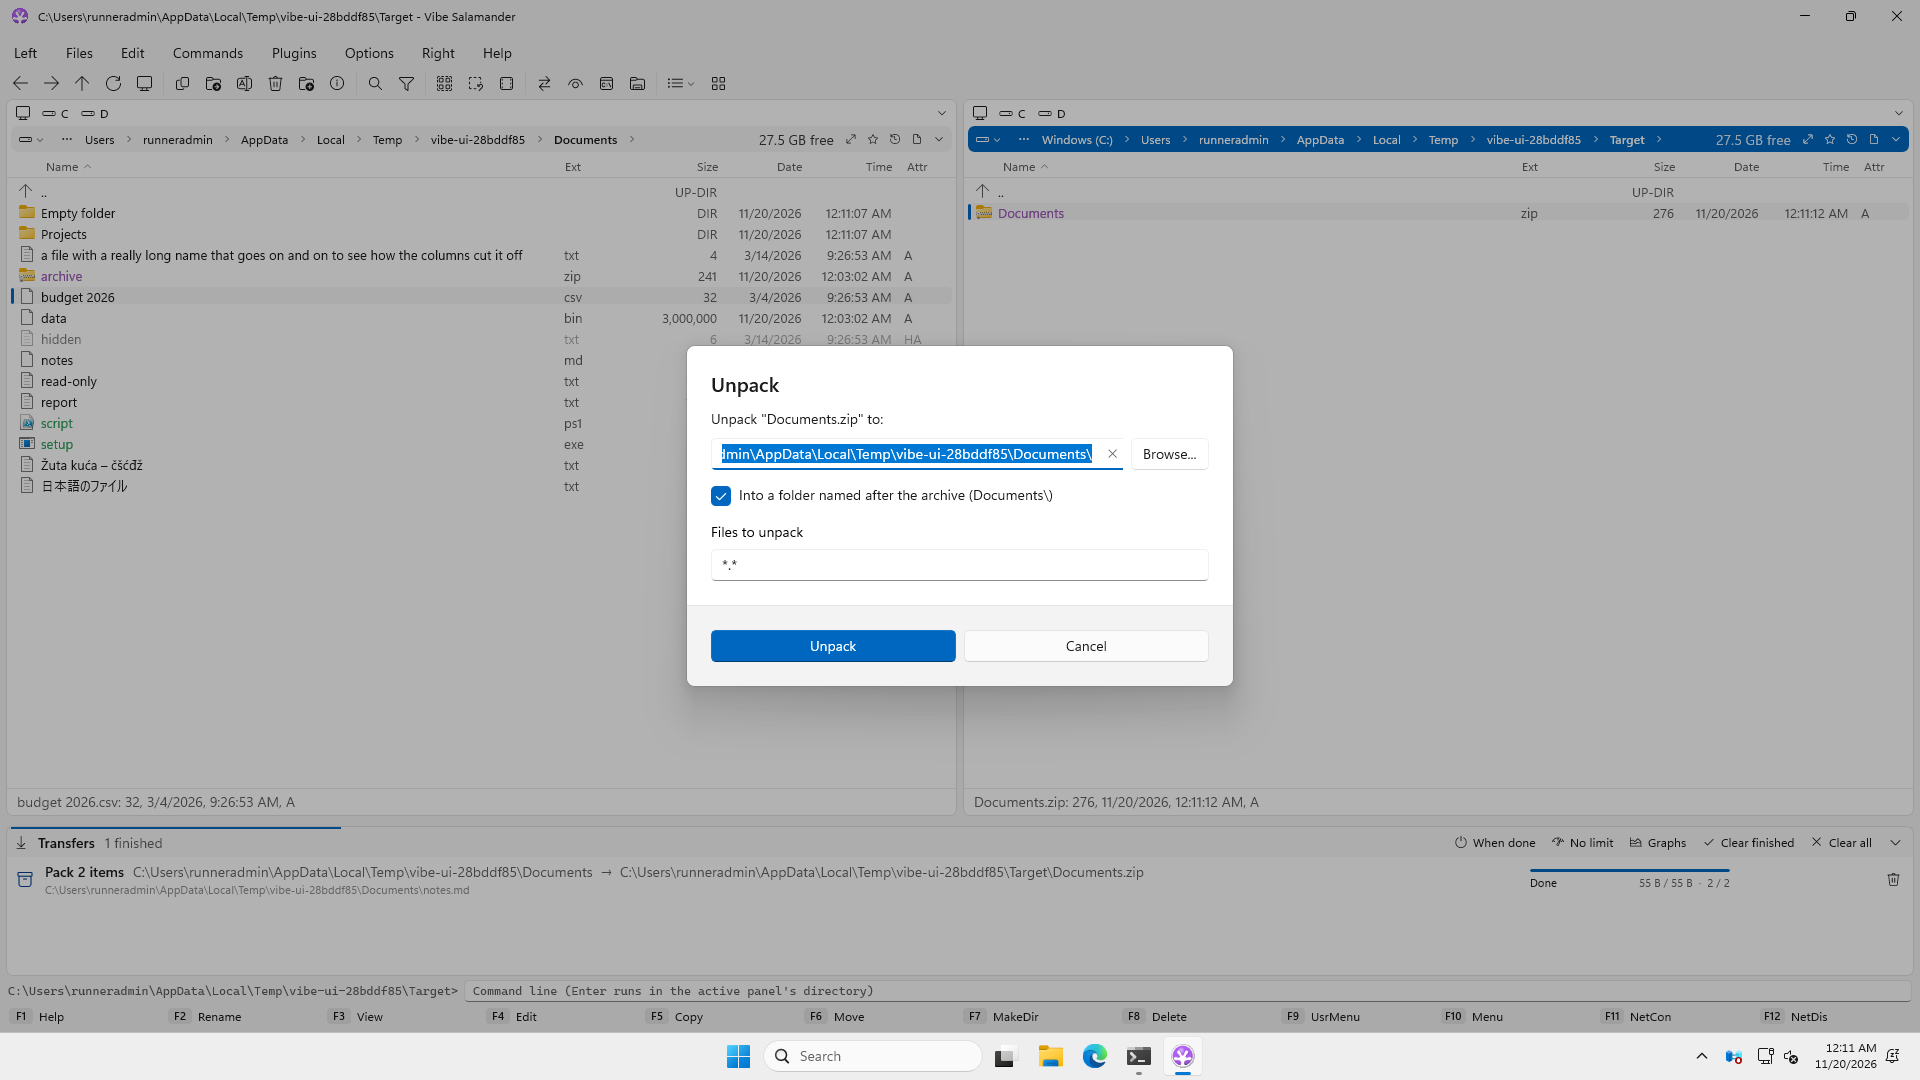 C:\Users\runneradmin\AppData\Local\Temp\vibe-ui-28bddf85\Target - Vibe Salamander
Left Files Edit Commands Plugins Options Right Help
C D
... Users runneradmin AppData Local Temp vibe-ui-28bddf85 Documents 27.5 GB free
Name Ext Size Date Time Attr
.. UP-DIR
Empty folder DIR 11/20/2026 12:11:07 AM
Projects DIR 11/20/2026 12:11:07 AM
a file with a really long name that goes on and on to see how the columns cut it off txt 4 3/14/2026 9:26:53 AM A
archive zip 241 11/20/2026 12:03:02 AM A
budget 2026 csv 32 3/4/2026 9:26:53 AM A
data bin 3,000,000 11/20/2026 12:03:02 AM A
hidden txt 6 3/14/2026 9:26:53 AM HA
notes md
read-only txt
report txt
script ps1
setup exe
Žuta kuća – čšćđž txt
日本語のファイル txt
budget 2026.csv: 32, 3/4/2026, 9:26:53 AM, A
C D
... Windows (C:) Users runneradmin AppData Local Temp vibe-ui-28bddf85 Target 27.5 GB free
Name Ext Size Date Time Attr
.. UP-DIR
Documents zip 276 11/20/2026 12:11:12 AM A
Documents.zip: 276, 11/20/2026, 12:11:12 AM, A
Unpack
Unpack "Documents.zip" to:
dmin\AppData\Local\Temp\vibe-ui-28bddf85\Documents\ Browse...
Into a folder named after the archive (Documents\)
Files to unpack
*.*
Unpack Cancel
Transfers 1 finished When done No limit Graphs Clear finished Clear all
Pack 2 items C:\Users\runneradmin\AppData\Local\Temp\vibe-ui-28bddf85\Documents → C:\Users\runneradmin\AppData\Local\Temp\vibe-ui-28bddf85\Target\Documents.zip
C:\Users\runneradmin\AppData\Local\Temp\vibe-ui-28bddf85\Documents\notes.md
Done 55 B / 55 B · 2 / 2
C:\Users\runneradmin\AppData\Local\Temp\vibe-ui-28bddf85\Target> Command line (Enter runs in the active panel's directory)
F1 Help F2 Rename F3 View F4 Edit F5 Copy F6 Move F7 MakeDir F8 Delete F9 UsrMenu F10 Menu F11 NetCon F12 NetDis
Search
12:11 AM
11/20/2026